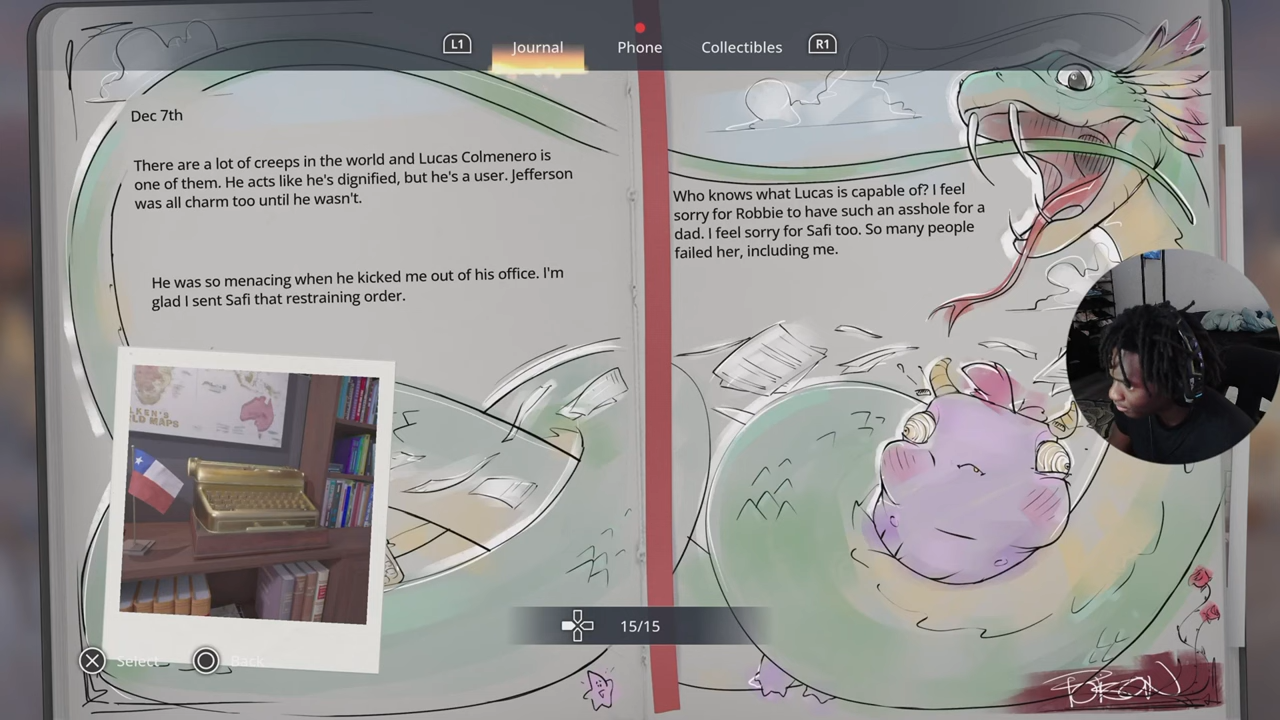 L1
Journal
Phone
Collectibles
R1
Dec 7th
There are a lot of creeps in the world and Lucas Colmenero is
one of them. He acts like he's dignified, but he's a user. Jefferson
was all charm too until he wasn't.
He was so menacing when he kicked me out of his office. I'm
glad I sent Safi that restraining order.
Who knows what Lucas is capable of? I feel
sorry for Robbie to have such an asshole for a
dad. I feel sorry for Safi too. So many people
failed her, including me.
LKEN'S
LD MAPS
15/15
Select
Back